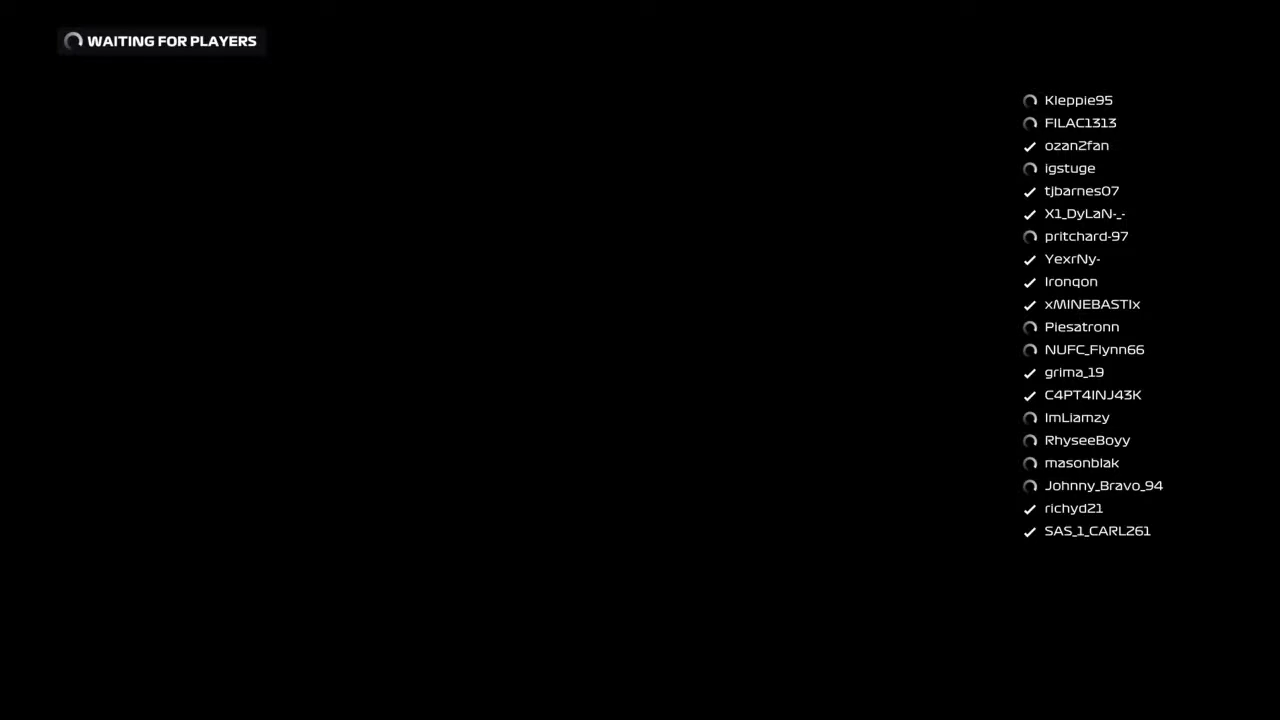 WAITING FOR PLAYERS
Kleppie95
FILAC1313
ozan2fan
igstuge
tjbarnes07
X1_DyLaN-_-
pritchard-97
YexrNy-
Ironqon
xMINEBASTIx
Piesatronn
NUFC_Flynn66
grima_19
C4PT4INJ43K
ImLiamzy
RhyseeBoyy
masonblak
Johnny_Bravo_94
richyd21
SAS_1_CARL261